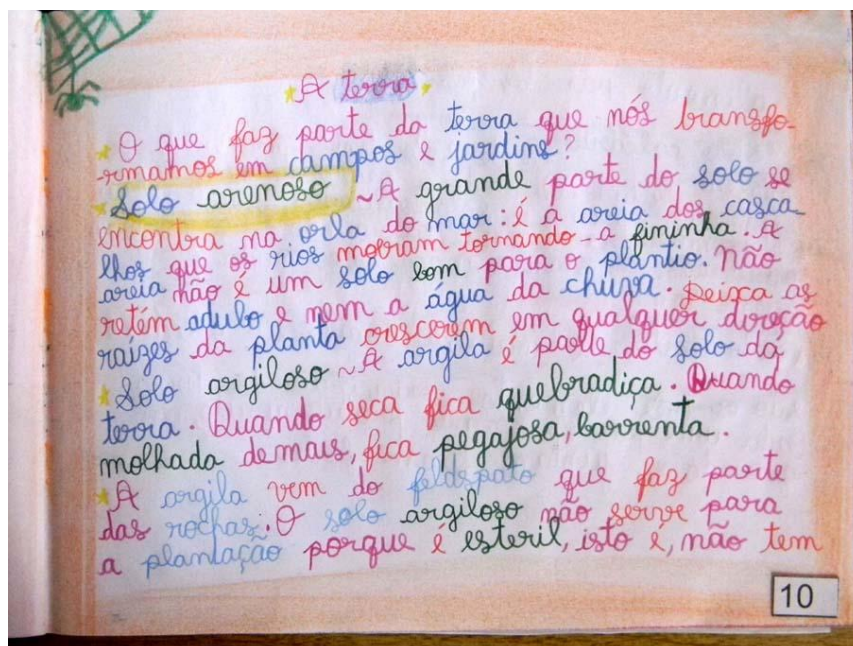 A terra
O que faz parte da terra que nós transfo-
rmamos em campos e jardins?
Solo arenoso ~ A grande parte do solo se
encontra na orla do mar: é a areia dos casca-
lhos que os rios moeram tornando-a fininha. A
areia não é um solo bom para o plantio. Não
retém adubo e nem a água da chuva. Deixa as
raízes da planta crescerem em qualquer direção
Solo argiloso ~ A argila é parte do solo da
terra. Quando seca fica quebradiça. Quando
molhada demais, fica pegajosa, barrenta.
A argila vem do feldspato que faz parte
das rochas. O solo argiloso não serve para
a plantação porque é esteril, isto é, não tem
10